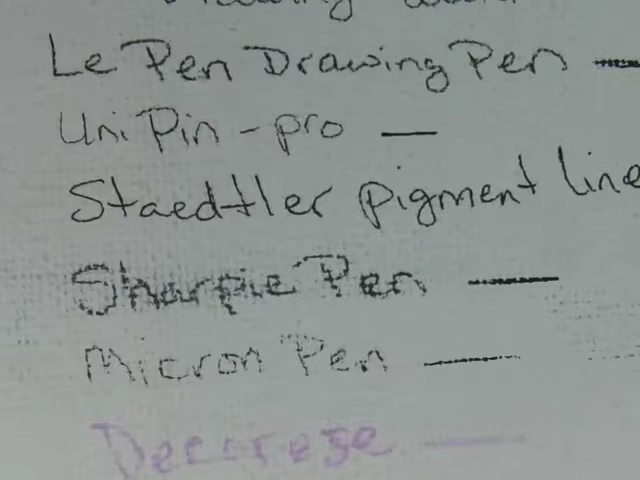 Le Pen Drawing Pen
Uni Pin - pro
Staedtler pigment line
Sharpie Pen
Micron Pen